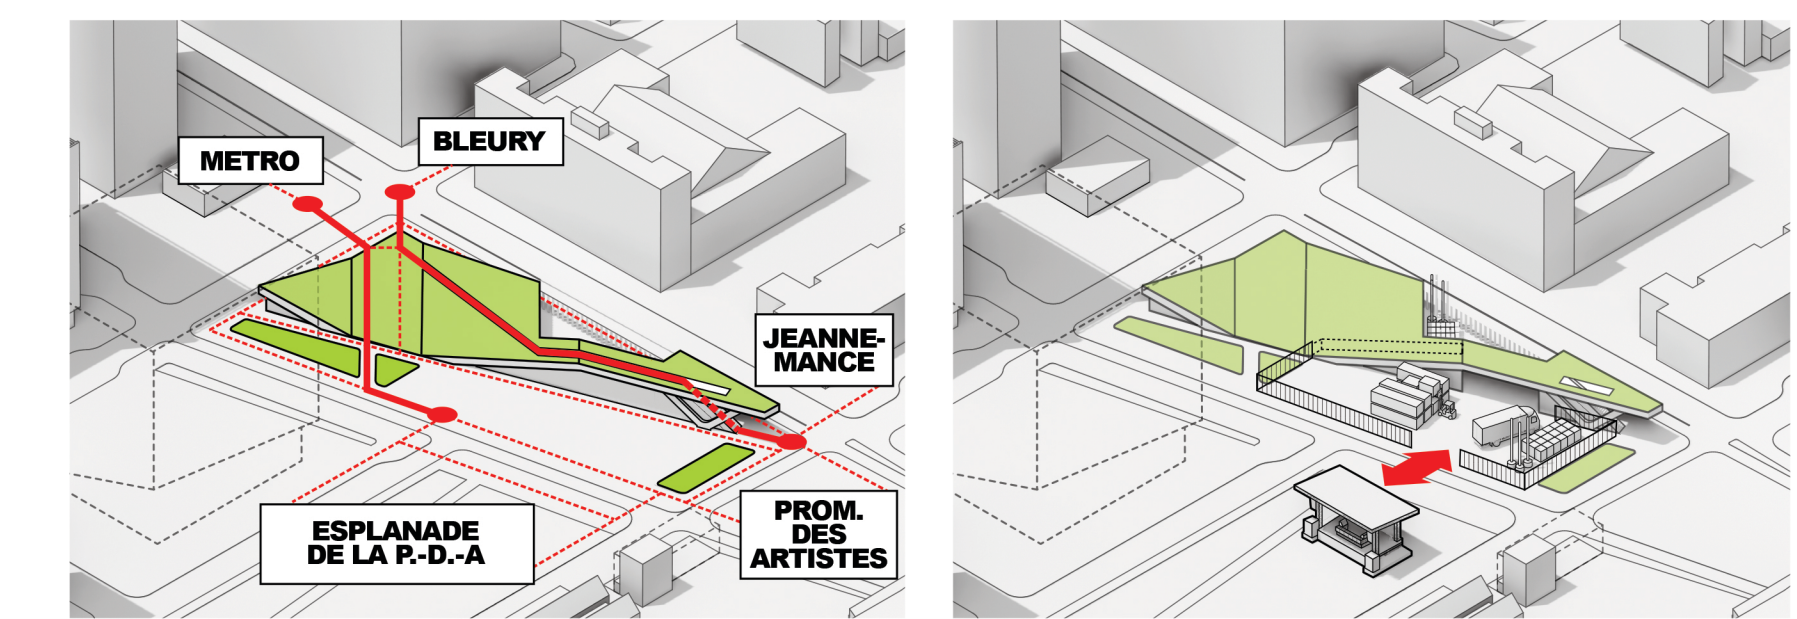 METRO
BLEURY
JEANNE-
MANCE
ESPLANADE
DE LA P.-D.-A
PROM.
DES
ARTISTES